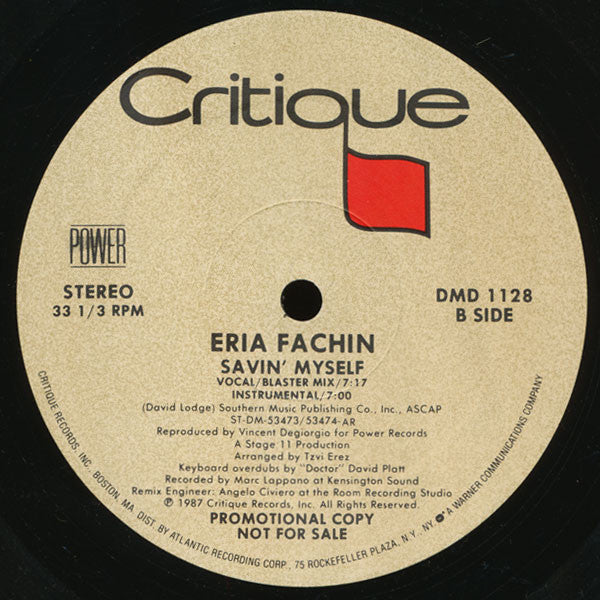 Critique
POWER
STEREO
33 1/3 RPM
DMD 1128
B SIDE
ERIA FACHIN
SAVIN' MYSELF
VOCAL/BLASTER MIX/7:17
INSTRUMENTAL/7:00
(David Lodge) Southern Music Publishing Co., Inc., ASCAP
ST-DM-53473/53474-AR
Reproduced by Vincent Degiorgio for Power Records
A Stage 11 Production
Arranged by Tzvi Erez
Keyboard overdubs by "Doctor" David Platt
Recorded by Marc Lappano at Kensington Sound
Remix Engineer: Angelo Civiero at the Room Recording Studio
℗ 1987 Critique Records, Inc. All Rights Reserved.
PROMOTIONAL COPY
NOT FOR SALE
CRITIQUE RECORDS, INC. BOSTON, MA. DIST. BY ATLANTIC RECORDING CORP., 75 ROCKEFELLER PLAZA, N.Y., N.Y. A WARNER COMMUNICATIONS COMPANY